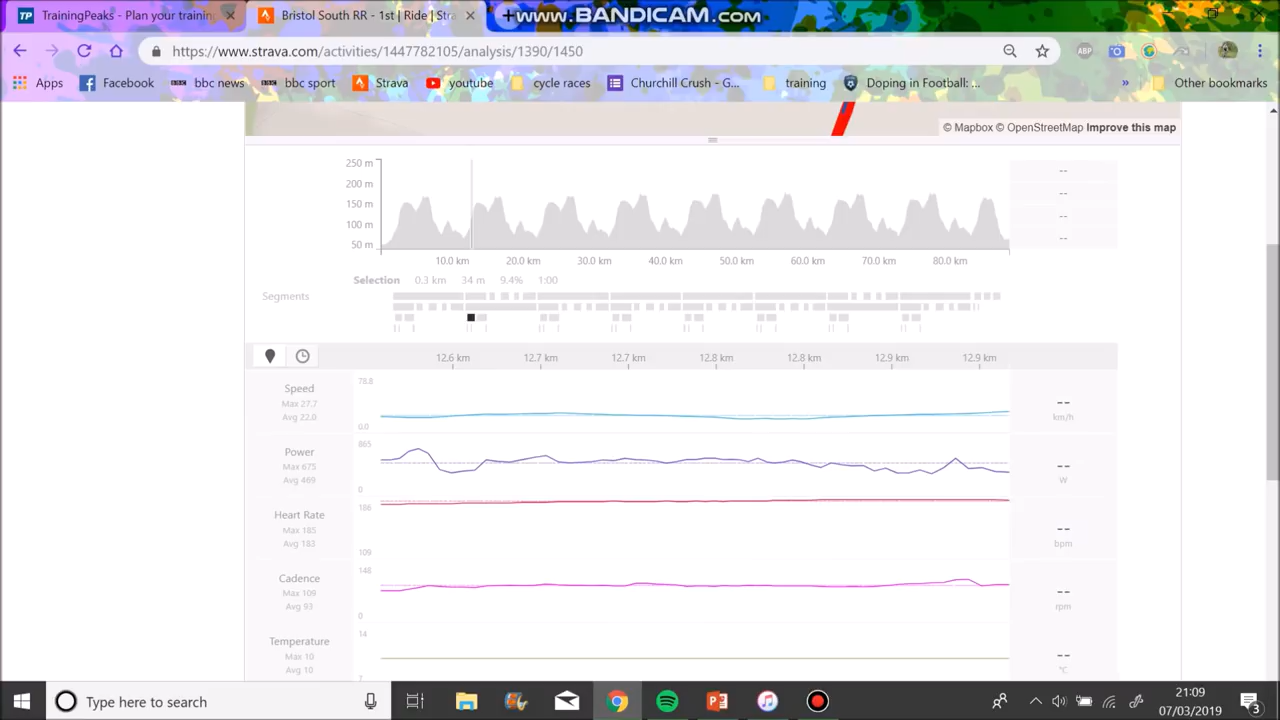 TrainingPeaks - Plan your training
Bristol South RR - 1st | Ride | Stra
www.BANDICAM.com
https://www.strava.com/activities/1447782105/analysis/1390/1450
ABP
Apps
Facebook
BBC bbc news
BBC bbc sport
Strava
youtube
cycle races
Churchill Crush - G...
training
Doping in Football: ...
»
Other bookmarks
© Mapbox © OpenStreetMap Improve this map
250 m
200 m
150 m
100 m
50 m
--
--
--
--
10.0 km 20.0 km 30.0 km 40.0 km 50.0 km 60.0 km 70.0 km 80.0 km
Selection 0.3 km 34 m 9.4% 1:00
Segments
12.6 km 12.7 km 12.7 km 12.8 km 12.8 km 12.9 km 12.9 km
Speed
Max 27.7
Avg 22.0
78.8
0.0
--
km/h
Power
Max 675
Avg 469
865
0
--
W
Heart Rate
Max 185
Avg 183
186
109
--
bpm
Cadence
Max 109
Avg 93
148
0
--
rpm
Temperature
Max 10
Avg 10
14
--
°C
Type here to search
21:09
07/03/2019
3